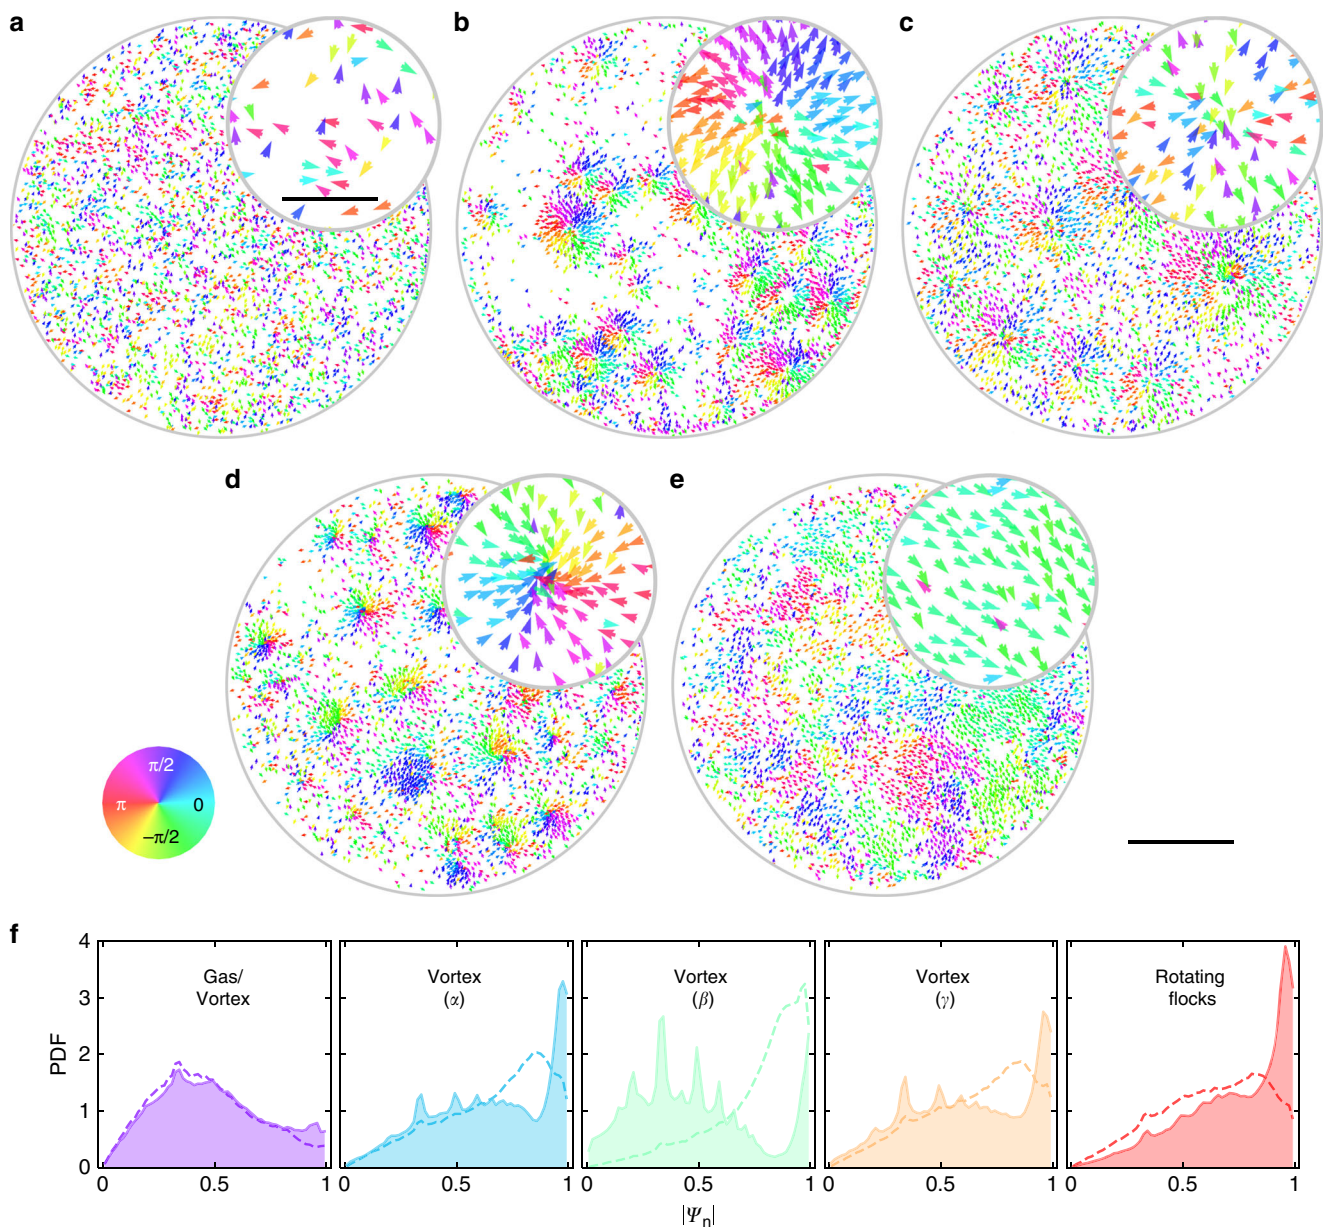 a
b
c
d
e
π/2
π
0
−π/2
f
PDF
4
3
2
1
0
Gas/
Vortex
Vortex
(α)
Vortex
(β)
Vortex
(γ)
Rotating
flocks
0 0.5 1 0 0.5 1 0 0.5 1 0 0.5 1 0 0.5 1
|Ψn|